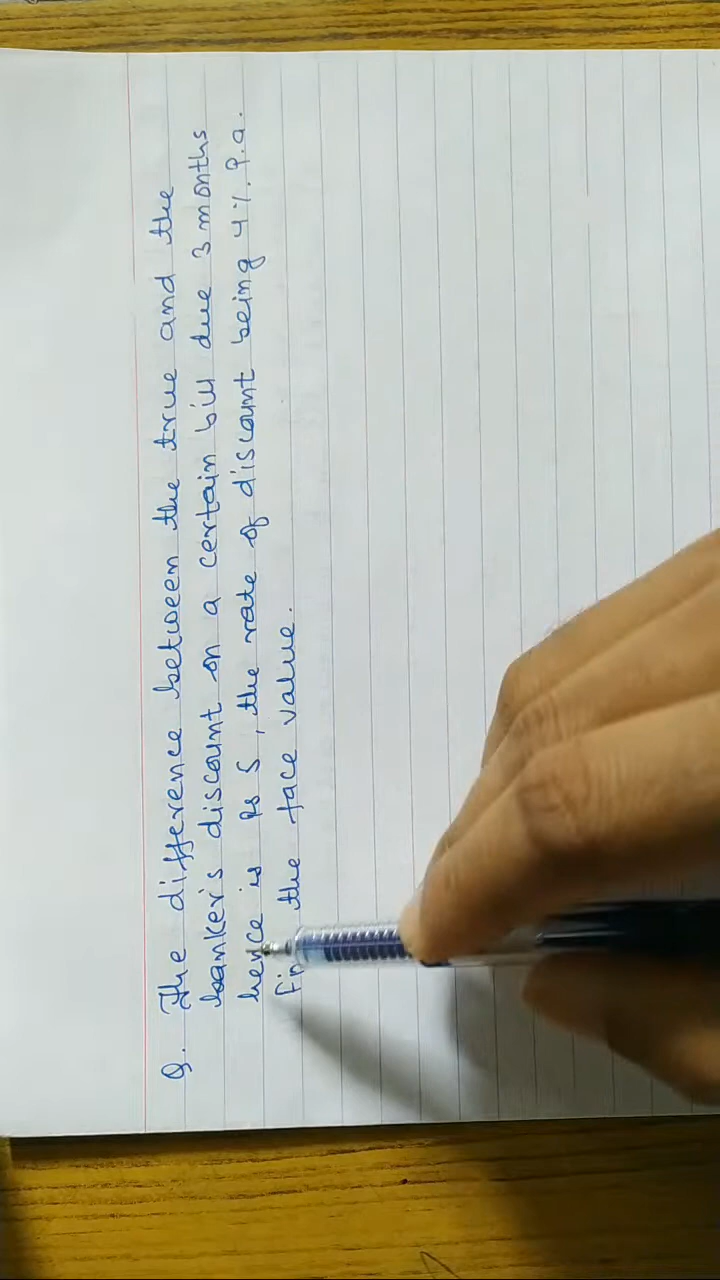 Q. The difference between the true and the
banker's discount on a certain bill due 3 months
hence is Rs 5, the rate of discount being 4% P.a.
the face value.